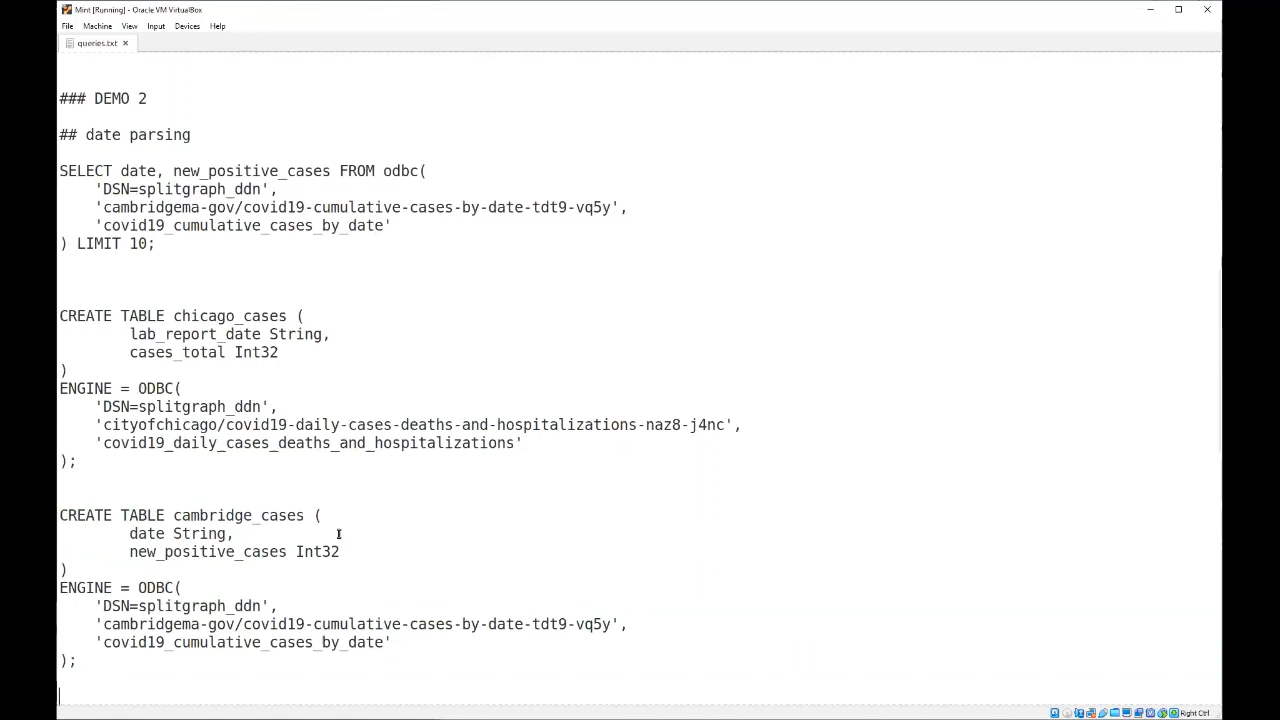 Mint [Running] - Oracle VM VirtualBox
File Machine View Input Devices Help
queries.txt
### DEMO 2
## date parsing
SELECT date, new_positive_cases FROM odbc(
'DSN=splitgraph_ddn',
'cambridgema-gov/covid19-cumulative-cases-by-date-tdt9-vq5y',
'covid19_cumulative_cases_by_date'
) LIMIT 10;
CREATE TABLE chicago_cases (
lab_report_date String,
cases_total Int32
)
ENGINE = ODBC(
'DSN=splitgraph_ddn',
'cityofchicago/covid19-daily-cases-deaths-and-hospitalizations-naz8-j4nc',
'covid19_daily_cases_deaths_and_hospitalizations'
);
CREATE TABLE cambridge_cases (
date String,
new_positive_cases Int32
)
ENGINE = ODBC(
'DSN=splitgraph_ddn',
'cambridgema-gov/covid19-cumulative-cases-by-date-tdt9-vq5y',
'covid19_cumulative_cases_by_date'
);
Right Ctrl